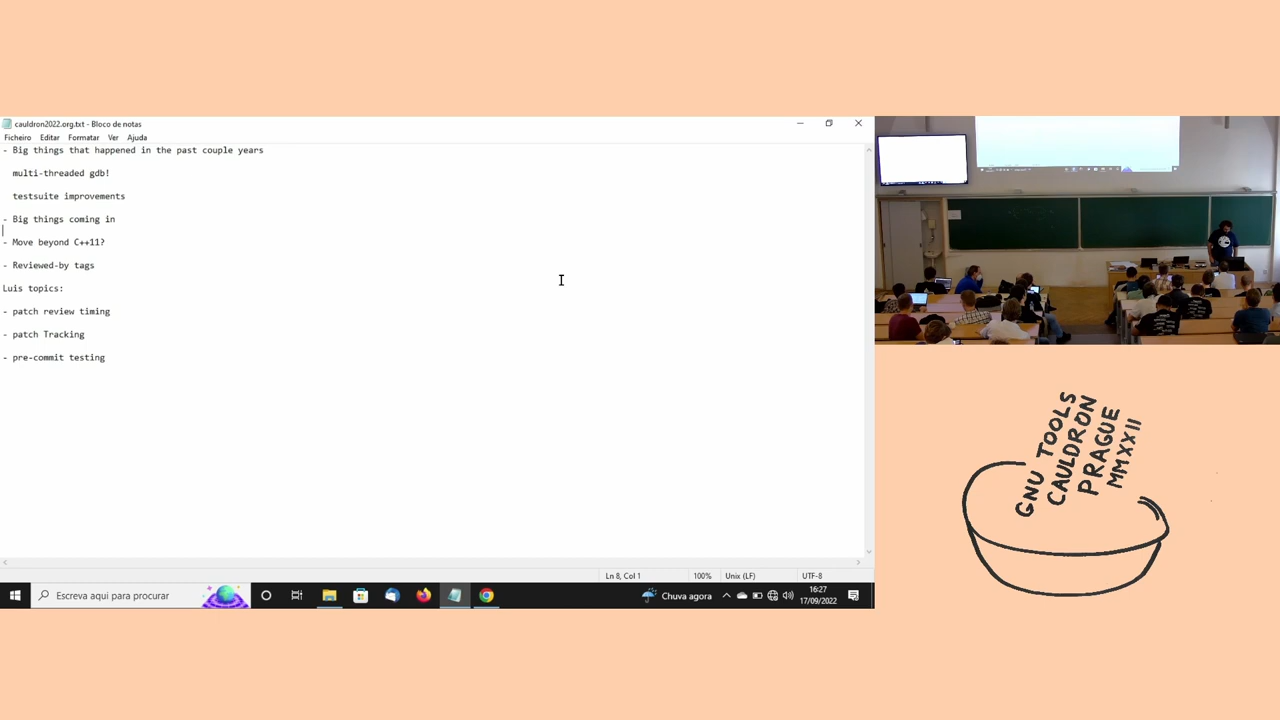 cauldron2022.org.txt - Bloco de notas
Ficheiro Editar Formatar Ver Ajuda
- Big things that happened in the past couple years
multi-threaded gdb!
testsuite improvements
- Big things coming in
- Move beyond C++11?
- Reviewed-by tags
Luis topics:
- patch review timing
- patch Tracking
- pre-commit testing
Ln 8, Col 1
100%
Unix (LF)
UTF-8
Escreva aqui para procurar
Chuva agora
16:27
17/09/2022
GNU TOOLS
CAULDRON
PRAGUE
MMXXII